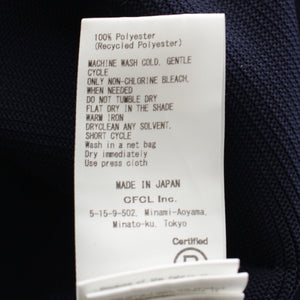 100% Polyester
(Recycled Polyester)
MACHINE WASH COLD, GENTLE
CYCLE
ONLY NON-CHLORINE BLEACH,
WHEN NEEDED
DO NOT TUMBLE DRY
FLAT DRY IN THE SHADE
WARM IRON
DRYCLEAN ANY SOLVENT,
SHORT CYCLE
Wash in a net bag
Dry immediately
Use press cloth
MADE IN JAPAN
CFCL Inc.
5-15-9-502, Minami-Aoyama,
Minato-ku, Tokyo
Certified